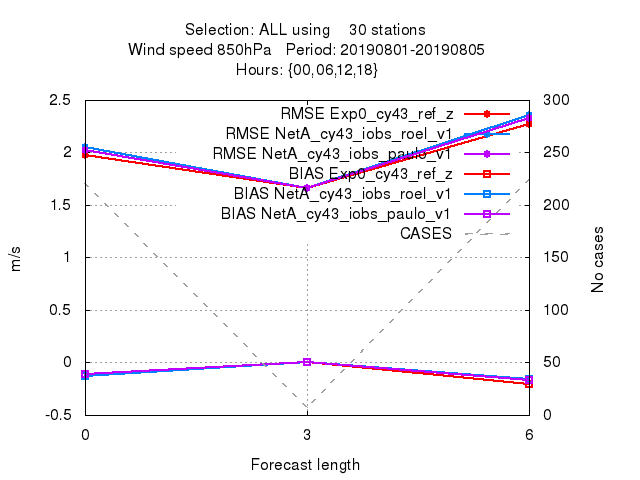 Selection: ALL using 30 stations
Wind speed 850hPa Period: 20190801-20190805
Hours: {00,06,12,18}
2.5
300
RMSE Exp0_cy43_ref_z
RMSE NetA_cy43_iobs_roel_v1
2
250
RMSE NetA_cy43_iobs_paulo_v1
BIAS Exp0_cy43_ref_z
BIAS NetA_cy43_iobs_roel_v1
1.5
200
BIAS NetA_cy43_iobs_paulo_v1
CASES
1
150
m/s
No cases
0.5
100
0
50
-0.5
0
0
3
6
Forecast length